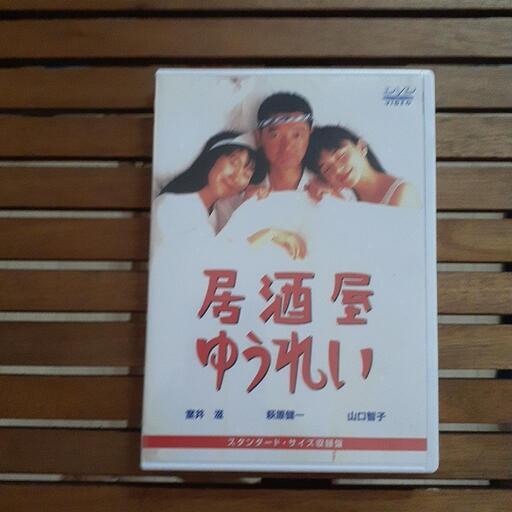 DVD
VIDEO
居酒屋
ゆうれい
室井 滋 萩原健一 山口智子
スタンダード・サイズ収録盤